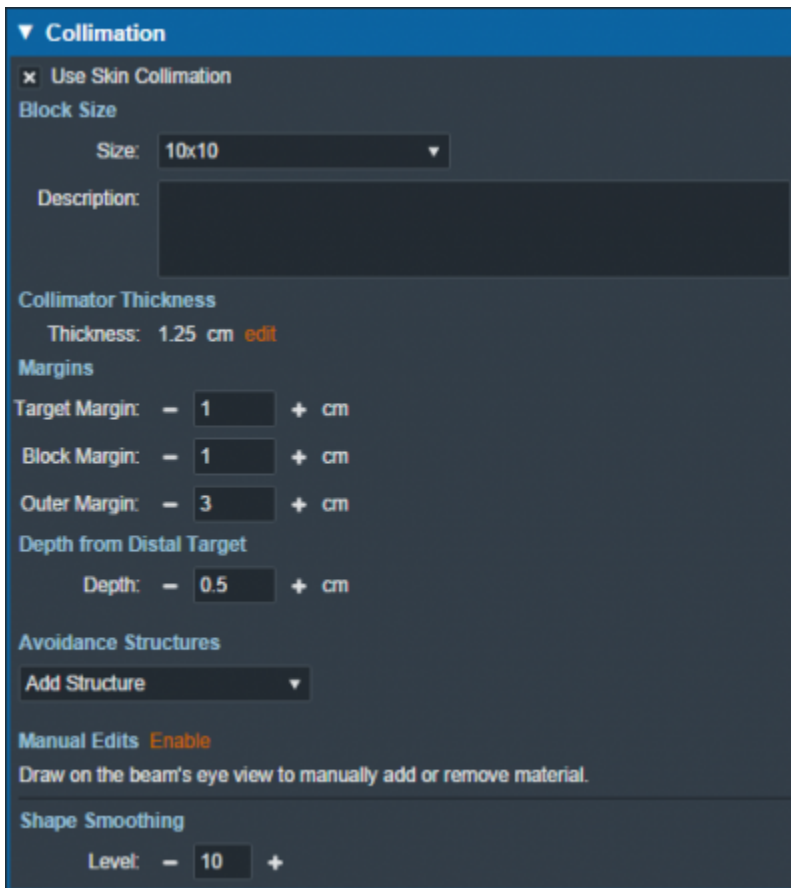 Collimation
Use Skin Collimation
Block Size
Size: 10x10
Description:
Collimator Thickness
Thickness: 1.25 cm edit
Margins
Target Margin: − 1 + cm
Block Margin: − 1 + cm
Outer Margin: − 3 + cm
Depth from Distal Target
Depth: − 0.5 + cm
Avoidance Structures
Add Structure
Manual Edits Enable
Draw on the beam's eye view to manually add or remove material.
Shape Smoothing
Level: − 10 +